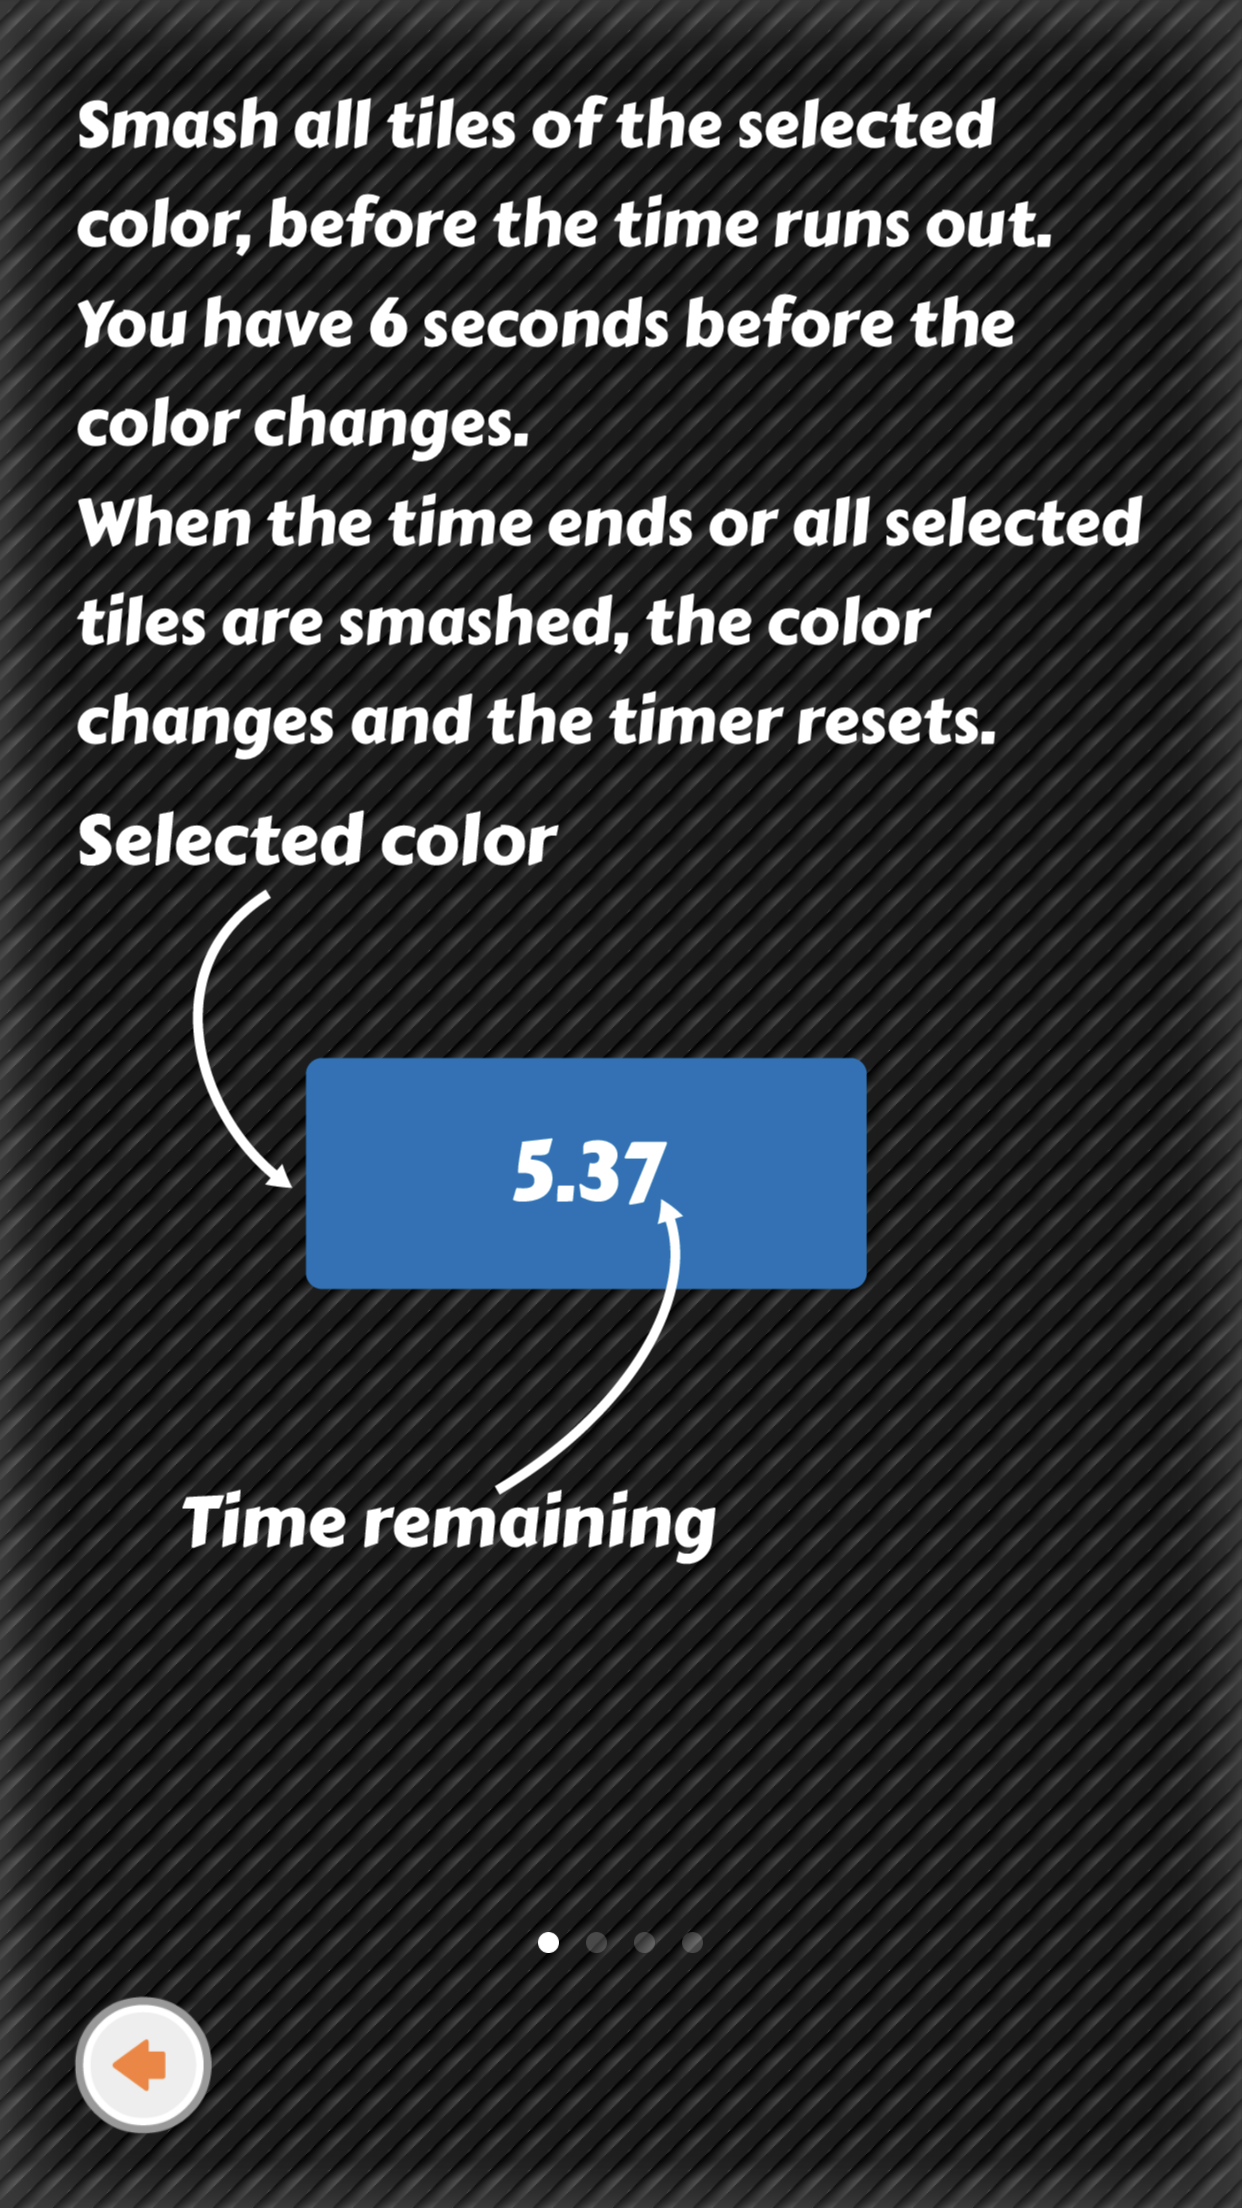 Smash all tiles of the selected
color, before the time runs out.
You have 6 seconds before the
color changes.
When the time ends or all selected
tiles are smashed, the color
changes and the timer resets.
Selected color
5.37
Time remaining